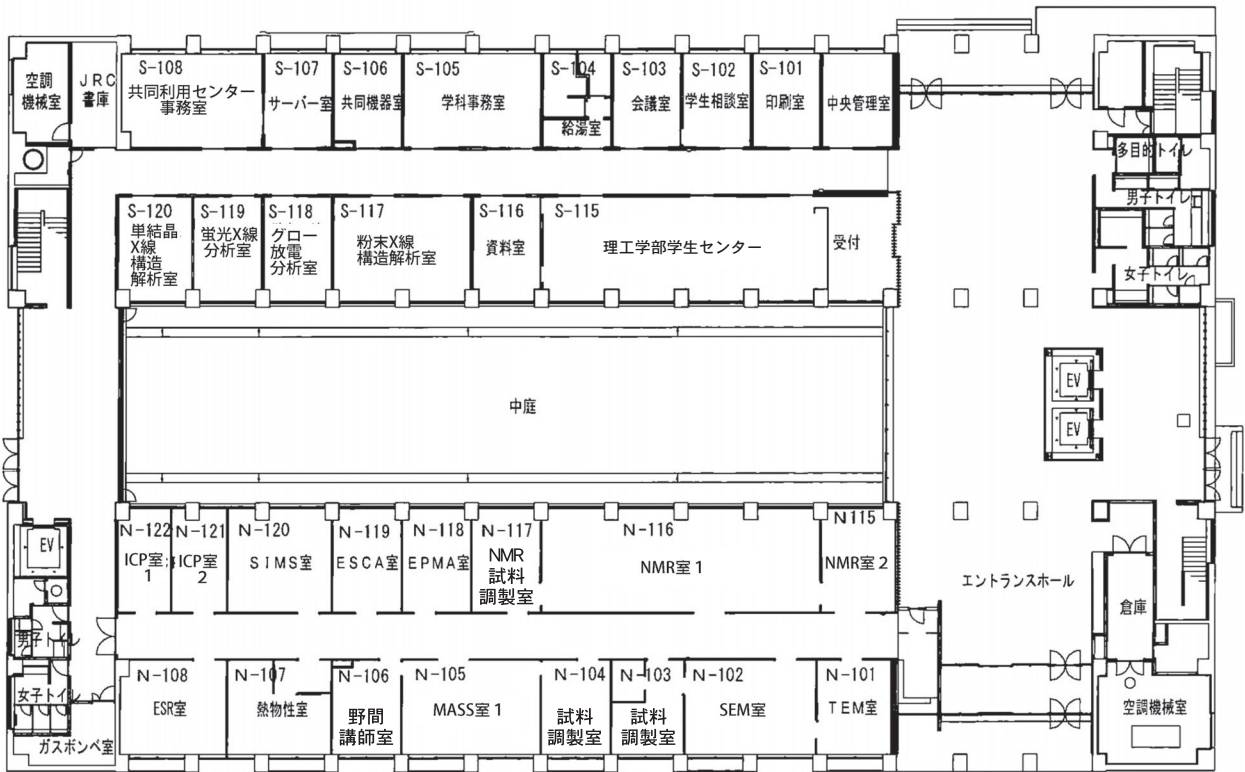 空調
機械室
JRC
書庫
S-108
共同利用センター
事務室
S-107
サーバー室
S-106
共同機器室
S-105
学科事務室
S-104
給湯室
S-103
会議室
S-102
学生相談室
S-101
印刷室
中央管理室
多目的トイレ
男子トイレ
女子トイレ
S-120
単結晶
X線
構造
解析室
S-119
蛍光X線
分析室
S-118
グロー
放電
分析室
S-117
粉末X線
構造解析室
S-116
資料室
S-115
理工学部学生センター
受付
中庭
EV
EV
EV
N-122
ICP室
1
N-121
ICP室
2
N-120
SIMS室
N-119
ESCA室
N-118
EPMA室
N-117
NMR
試料
調製室
N-116
NMR室1
N115
NMR室2
エントランスホール
倉庫
男子トイレ
女子トイレ
ガスボンベ室
N-108
ESR室
N-107
熱物性室
N-106
野間
講師室
N-105
MASS室1
N-104
試料
調製室
N-103
試料
調製室
N-102
SEM室
N-101
TEM室
空調機械室